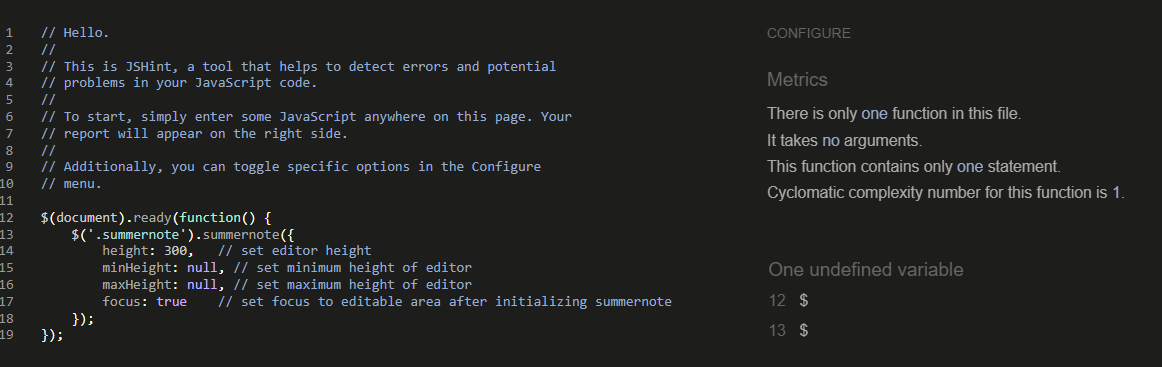 1 // Hello.
2 //
3 // This is JSHint, a tool that helps to detect errors and potential
4 // problems in your JavaScript code.
5 //
6 // To start, simply enter some JavaScript anywhere on this page. Your
7 // report will appear on the right side.
8 //
9 // Additionally, you can toggle specific options in the Configure
10 // menu.
11
12 $(document).ready(function() {
13     $('.summernote').summernote({
14         height: 300,   // set editor height
15         minHeight: null, // set minimum height of editor
16         maxHeight: null, // set maximum height of editor
17         focus: true    // set focus to editable area after initializing summernote
18     });
19 });
CONFIGURE
Metrics
There is only one function in this file.
It takes no arguments.
This function contains only one statement.
Cyclomatic complexity number for this function is 1.
One undefined variable
12 $
13 $